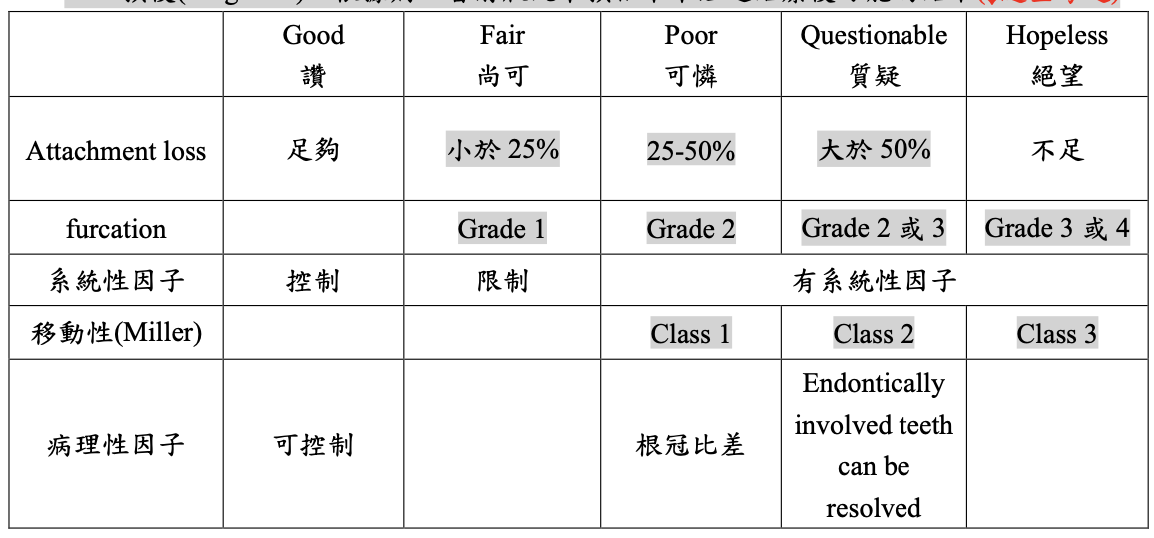 Good
讚
Fair
尚可
Poor
可憐
Questionable
質疑
Hopeless
絕望
Attachment loss
足夠
小於 25%
25-50%
大於 50%
不足
furcation
Grade 1
Grade 2
Grade 2 或 3
Grade 3 或 4
系統性因子
控制
限制
有系統性因子
移動性(Miller)
Class 1
Class 2
Class 3
病理性因子
可控制
根冠比差
Endontically
involved teeth
can be
resolved